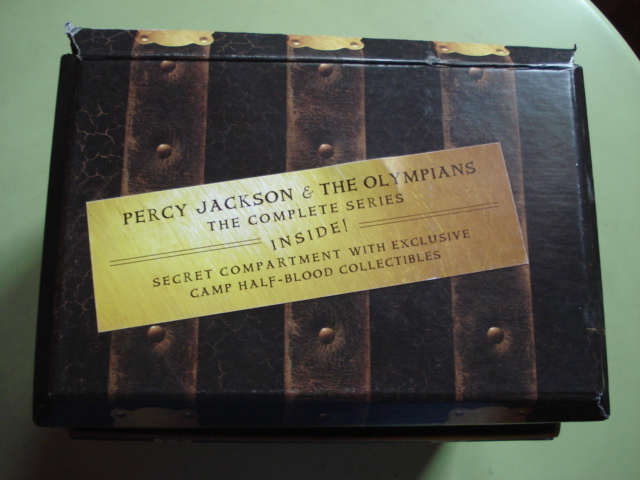 PERCY JACKSON & THE OLYMPIANS
THE COMPLETE SERIES
INSIDE!
SECRET COMPARTMENT WITH EXCLUSIVE
CAMP HALF-BLOOD COLLECTIBLES